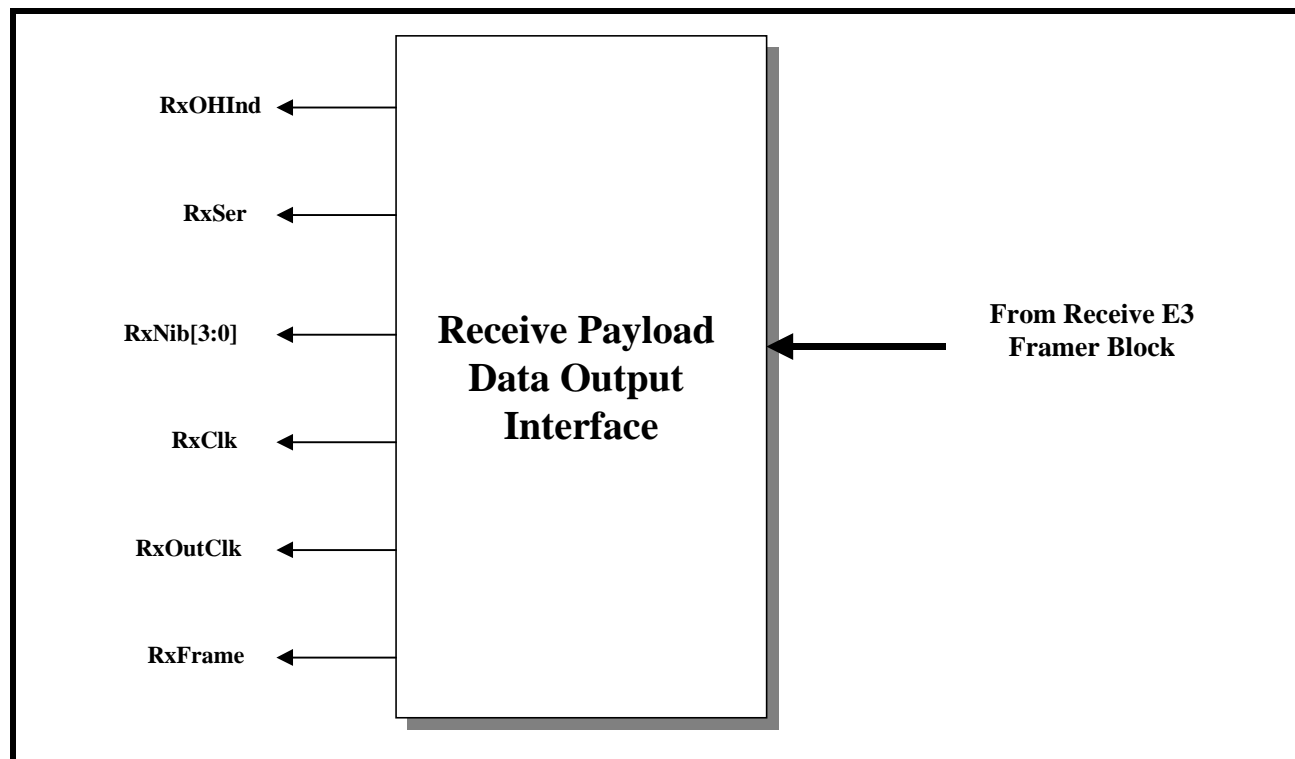 RxOHInd
RxSer
RxNib[3:0]
RxClk
RxOutClk
RxFrame
Receive Payload
Data Output
Interface
From Receive E3
Framer Block